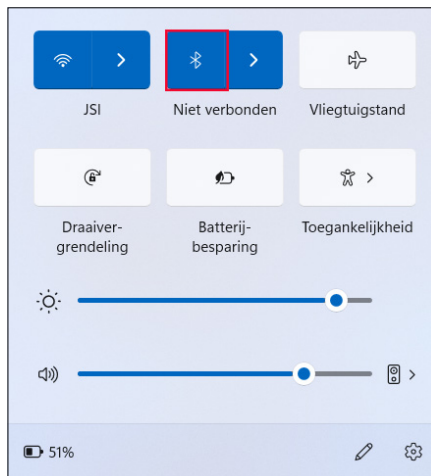 JSI
Niet verbonden
Vliegtuigstand
Draaiver-
grendeling
Batterij-
besparing
Toegankelijkheid
51%